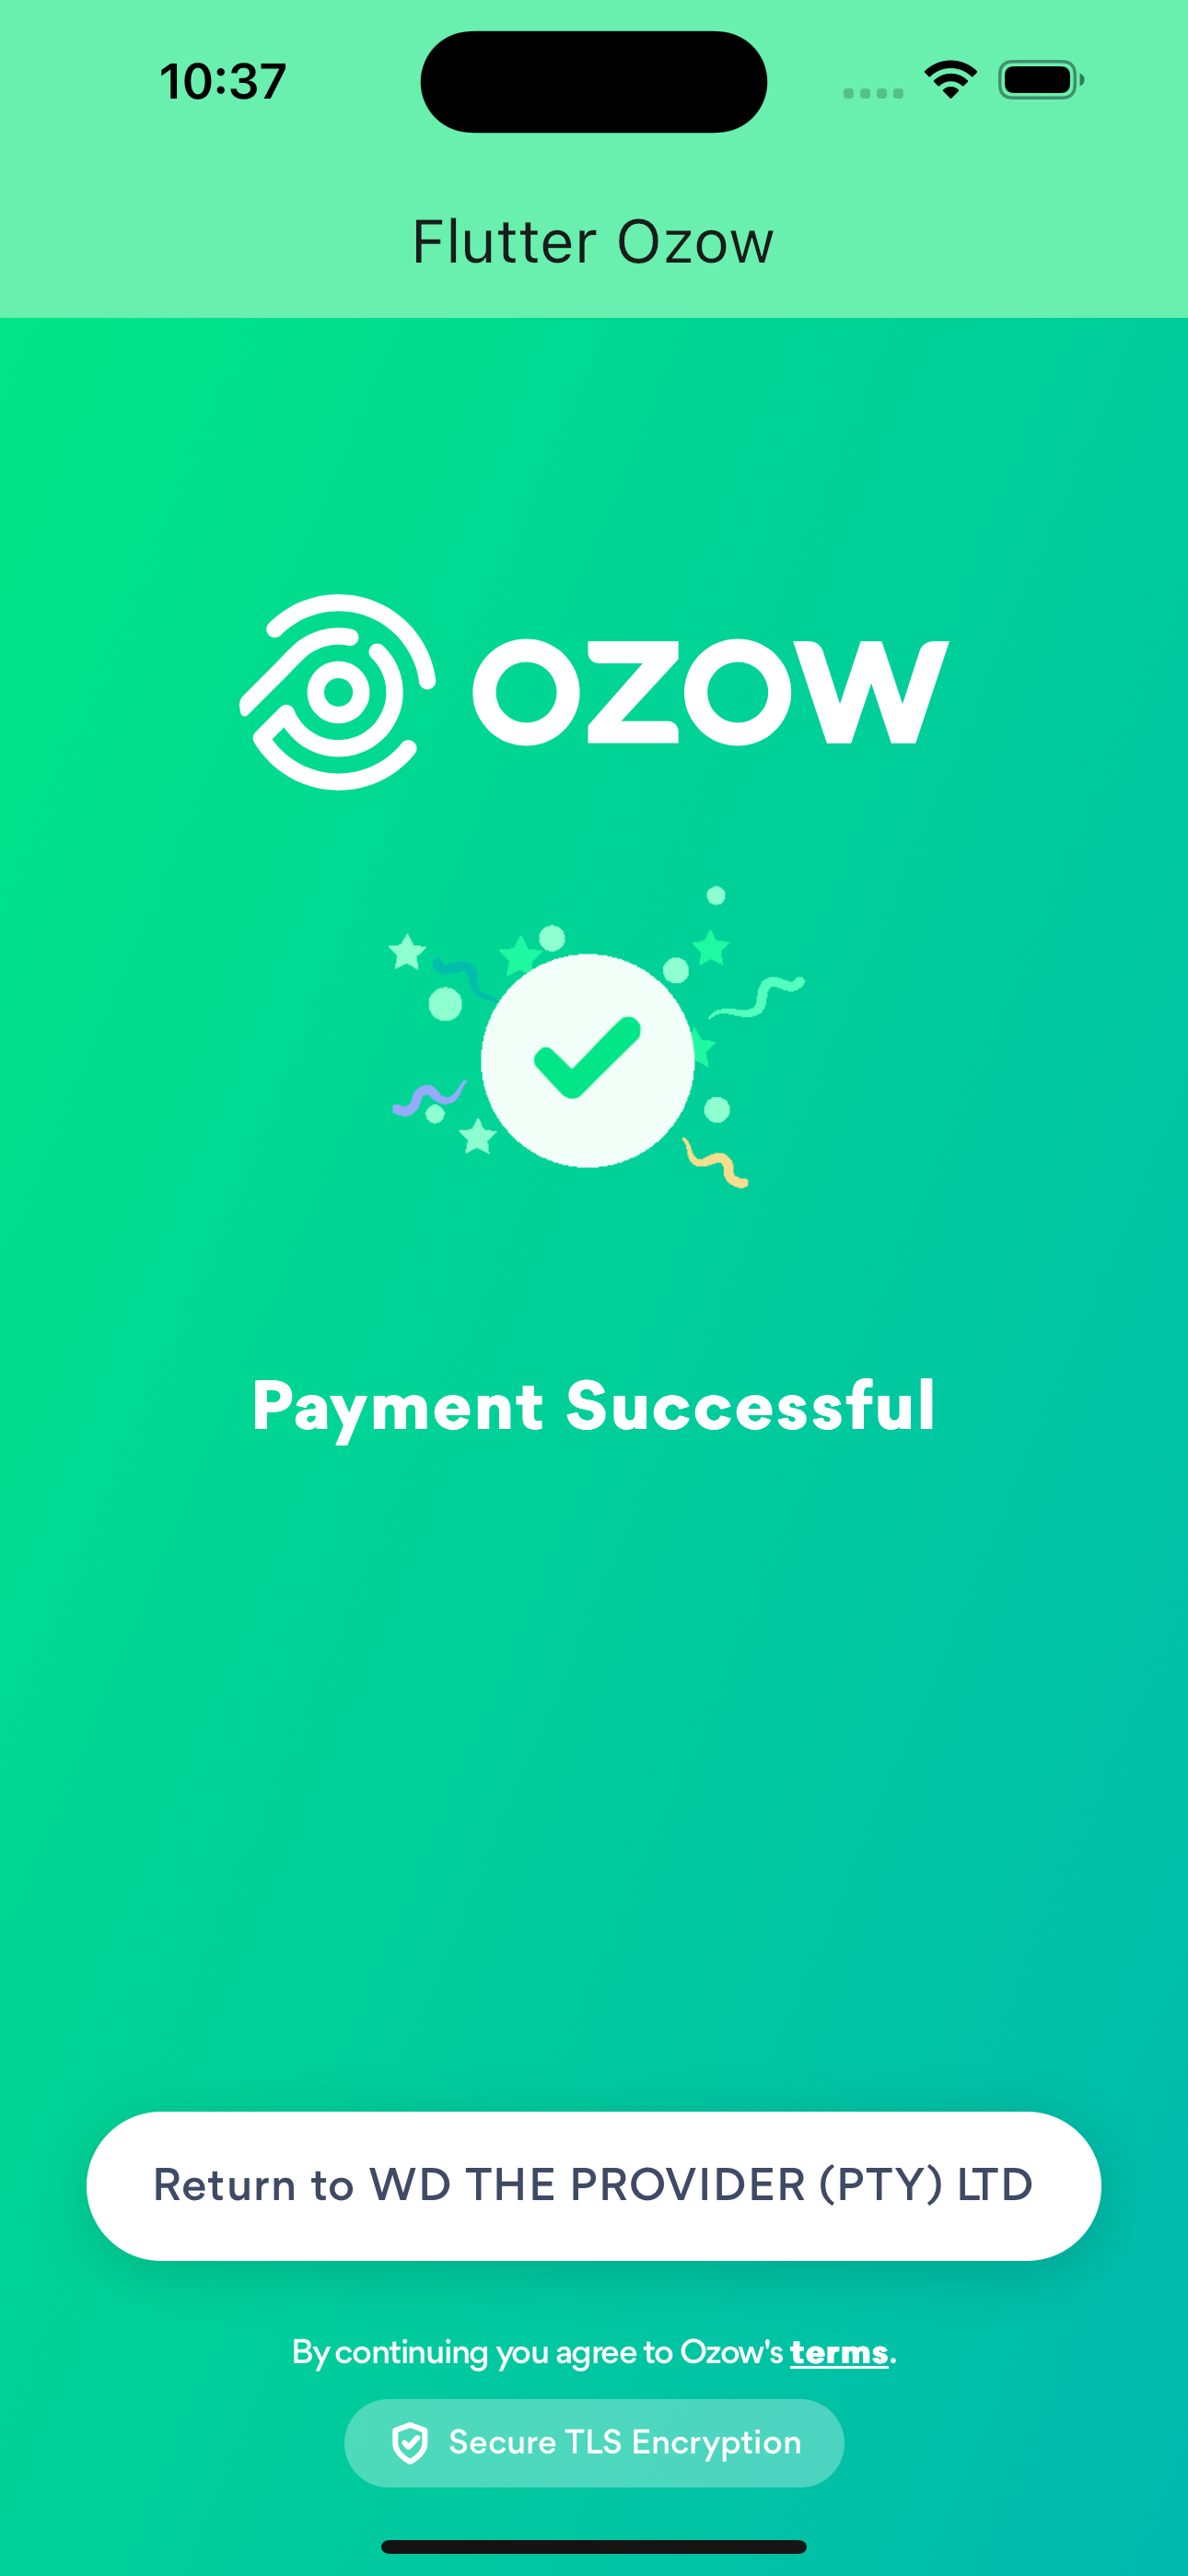 10:37
Flutter Ozow
OZOW
Payment Successful
Return to WD THE PROVIDER (PTY) LTD
By continuing you agree to Ozow's terms.
Secure TLS Encryption